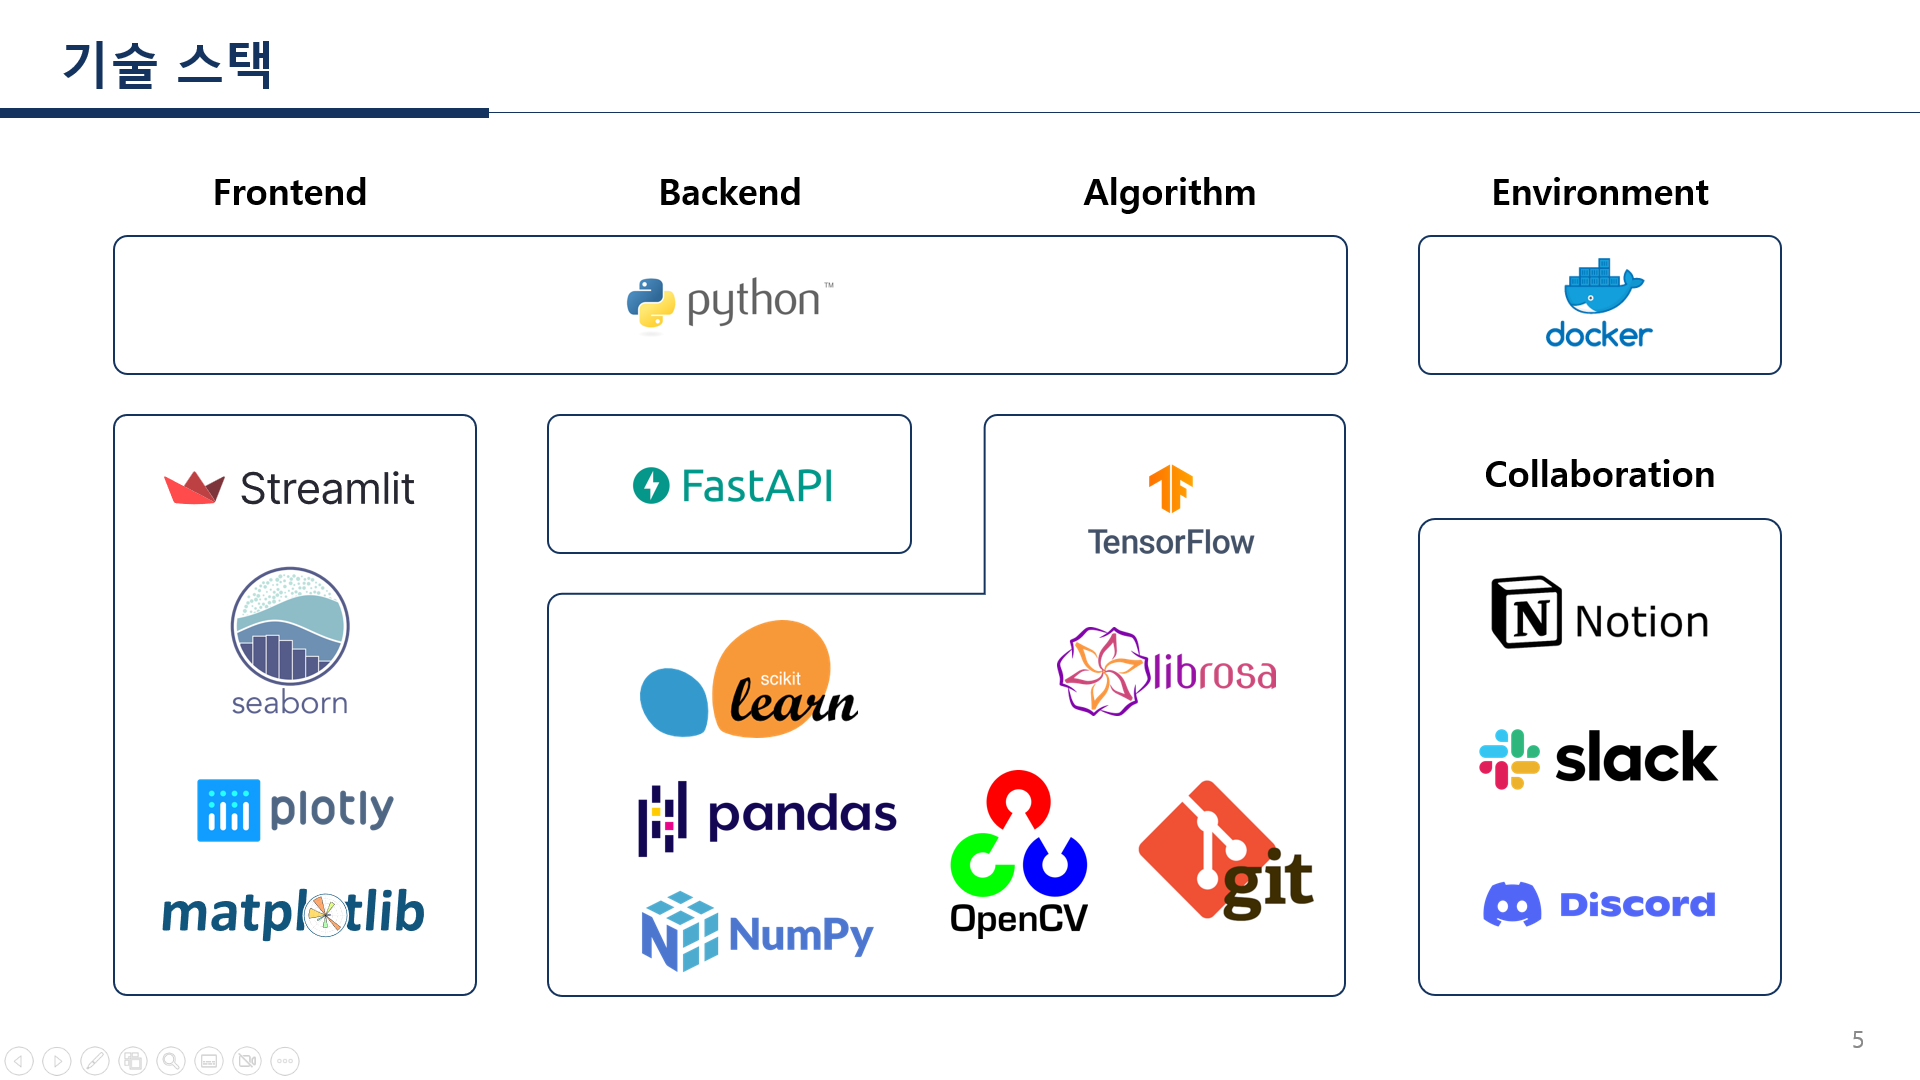 기술 스택
Frontend
Backend
Algorithm
Environment
python™
docker
Streamlit
seaborn
plotly
matplotlib
FastAPI
TensorFlow
scikit
learn
librosa
pandas
NumPy
OpenCV
git
Collaboration
N Notion
slack
Discord
5